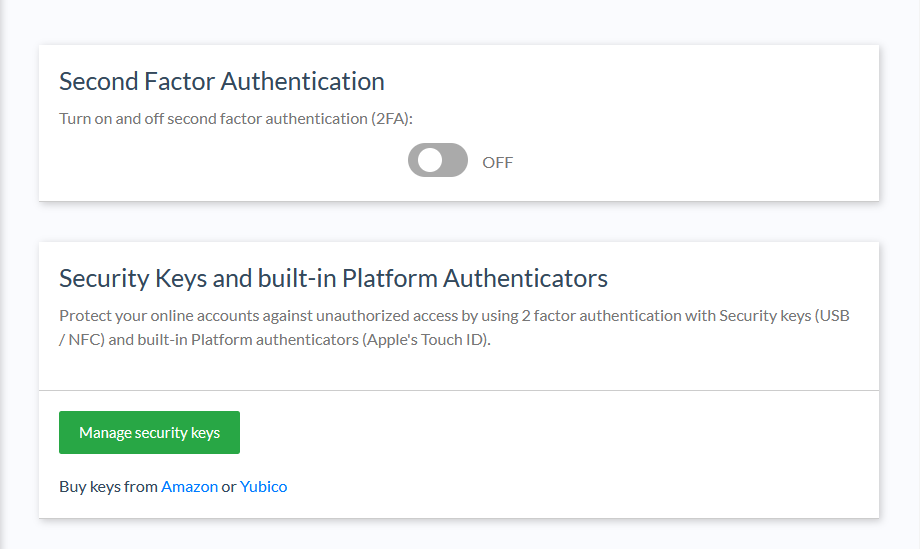 Second Factor Authentication
Turn on and off second factor authentication (2FA):
OFF
Security Keys and built-in Platform Authenticators
Protect your online accounts against unauthorized access by using 2 factor authentication with Security keys (USB
/ NFC) and built-in Platform authenticators (Apple's Touch ID).
Manage security keys
Buy keys from Amazon or Yubico